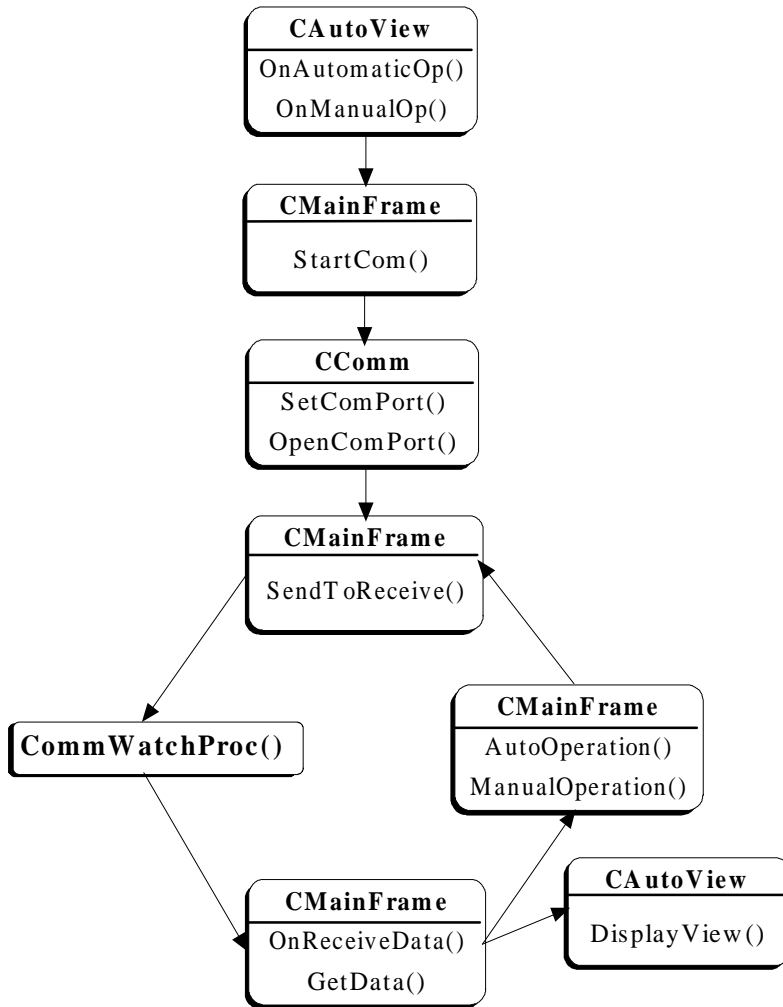 CAutoView
OnAutomaticOp()
OnManualOp()
CMainFrame
StartCom()
CComm
SetComPort()
OpenComPort()
CMainFrame
SendToReceive()
CommWatchProc()
CMainFrame
AutoOperation()
ManualOperation()
CMainFrame
OnReceiveData()
GetData()
CAutoView
DisplayView()